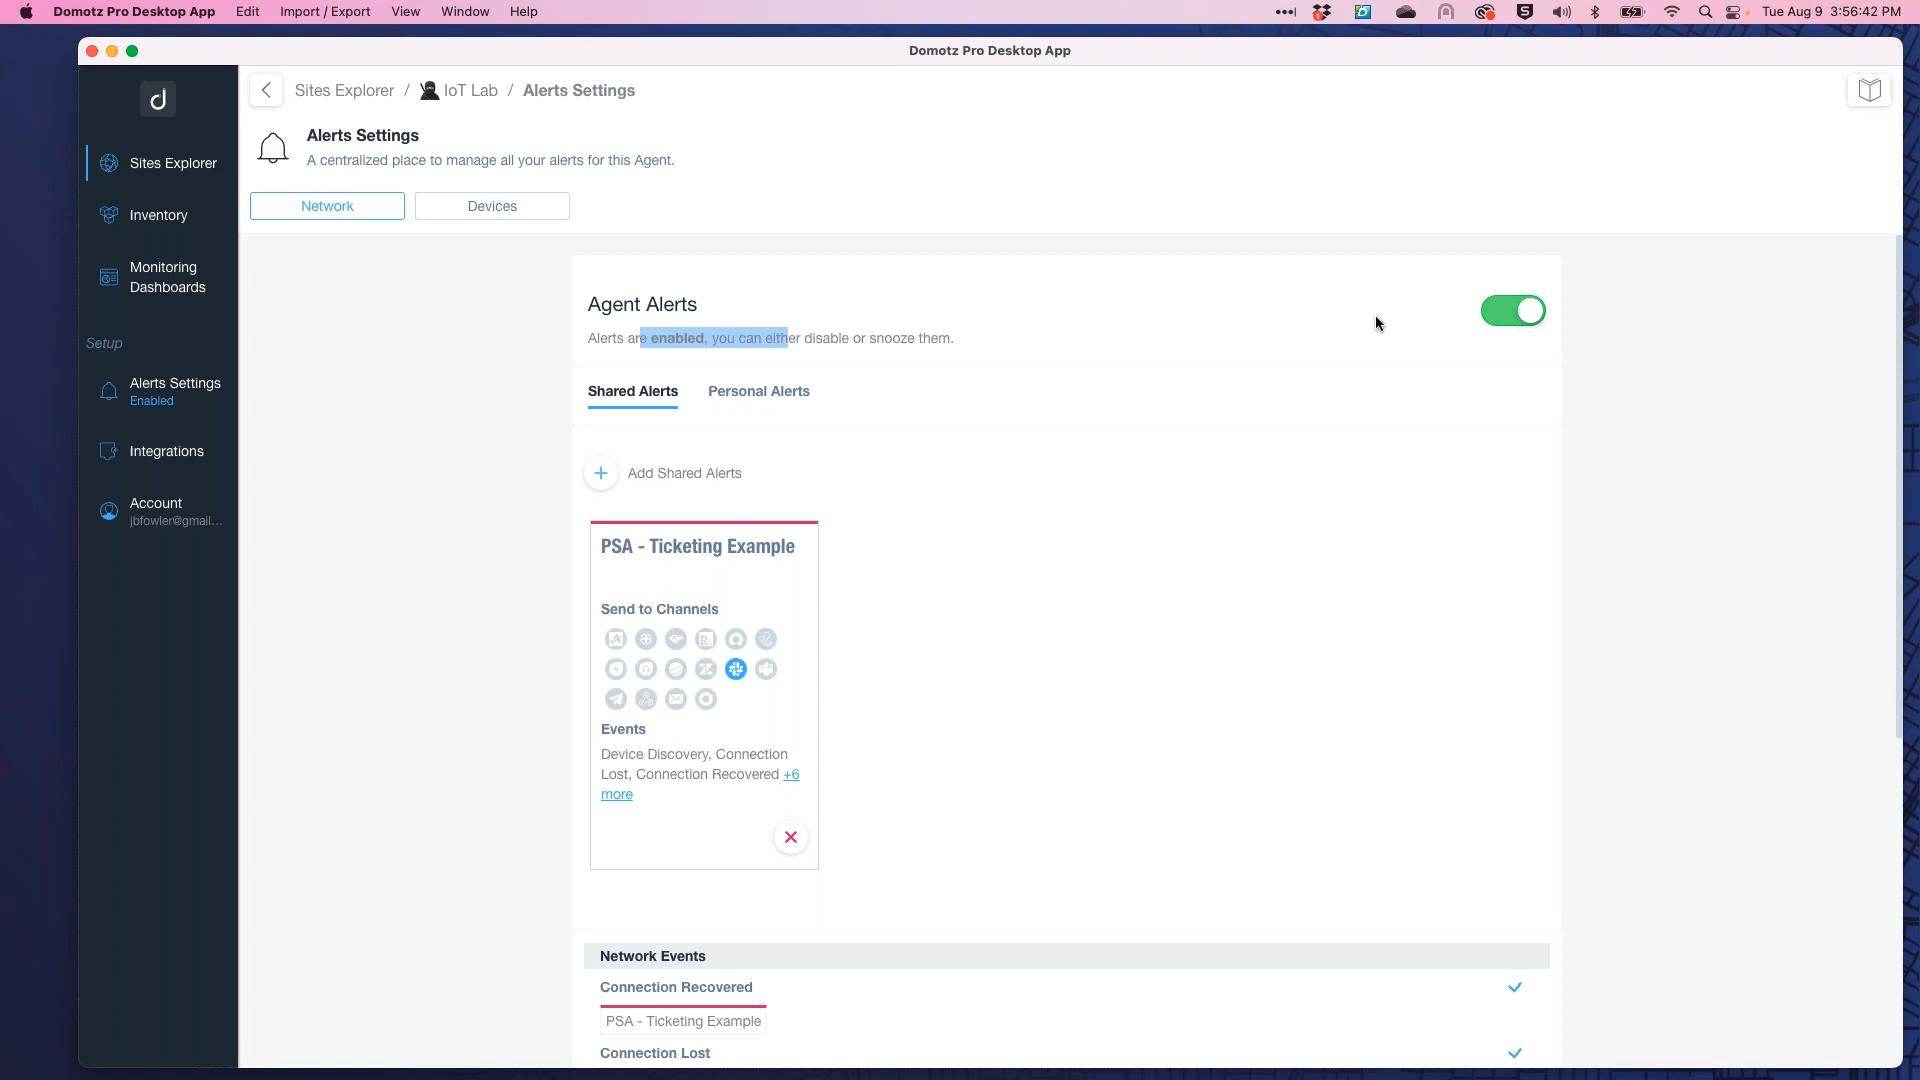 Domotz Pro Desktop App Edit Import / Export View Window Help Tue Aug 9 3:56:42 PM
Domotz Pro Desktop App
Sites Explorer / IoT Lab / Alerts Settings
Alerts Settings
A centralized place to manage all your alerts for this Agent.
Network Devices
Sites Explorer
Inventory
Monitoring
Dashboards
Setup
Alerts Settings
Enabled
Integrations
Account
jbfowler@gmail...
Agent Alerts
Alerts are enabled, you can either disable or snooze them.
Shared Alerts Personal Alerts
+ Add Shared Alerts
PSA - Ticketing Example
Send to Channels
Events
Device Discovery, Connection
Lost, Connection Recovered +6
more
Network Events
Connection Recovered
PSA - Ticketing Example
Connection Lost